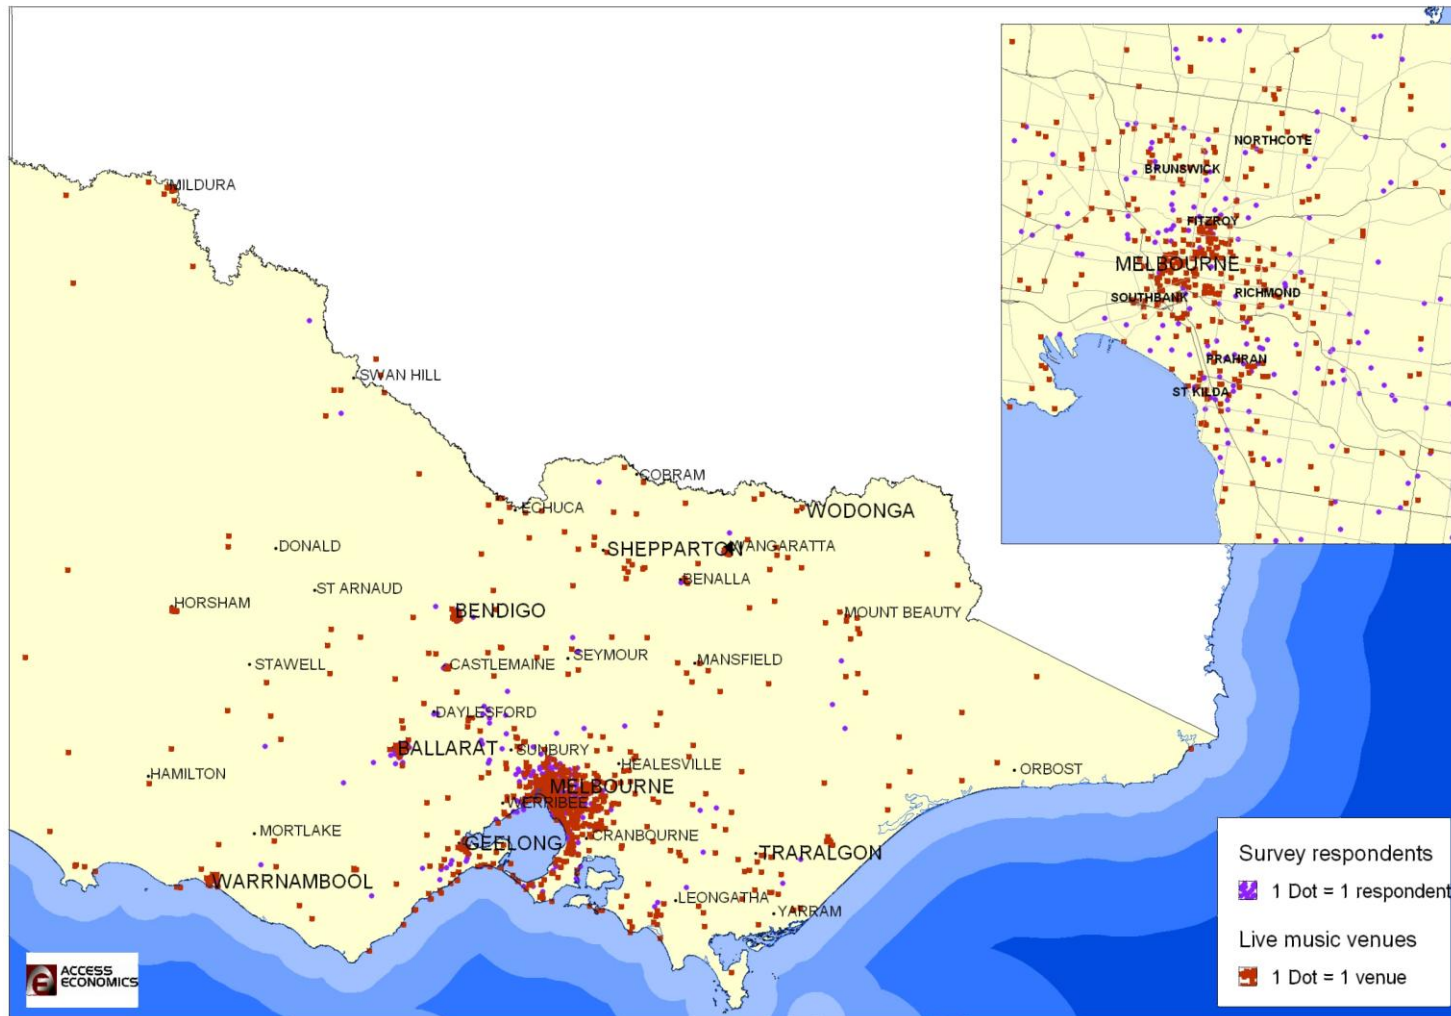 NORTHCOTE
BRUNSWICK
MILDURA
FITZROY
MELBOURNE
SOUTHBANK
RICHMOND
PRAHRAN
SWAN HILL
ST KILDA
COBRAM
ECHUCA
WODONGA
DONALD
SHEPPARTON
WANGARATTA
BENALLA
ST ARNAUD
HORSHAM
BENDIGO
MOUNT BEAUTY
STAWELL
CASTLEMAINE
SEYMOUR
MANSFIELD
DAYLESFORD
BALLARAT
SUNBURY
HEALESVILLE
ORBOST
HAMILTON
MELBOURNE
WERRIBEE
MORTLAKE
GEELONG
CRANBOURNE
TRARALGON
WARRNAMBOOL
LEONGATHA
YARRAM
Survey respondents
1 Dot = 1 respondent
Live music venues
1 Dot = 1 venue
ACCESS
ECONOMICS